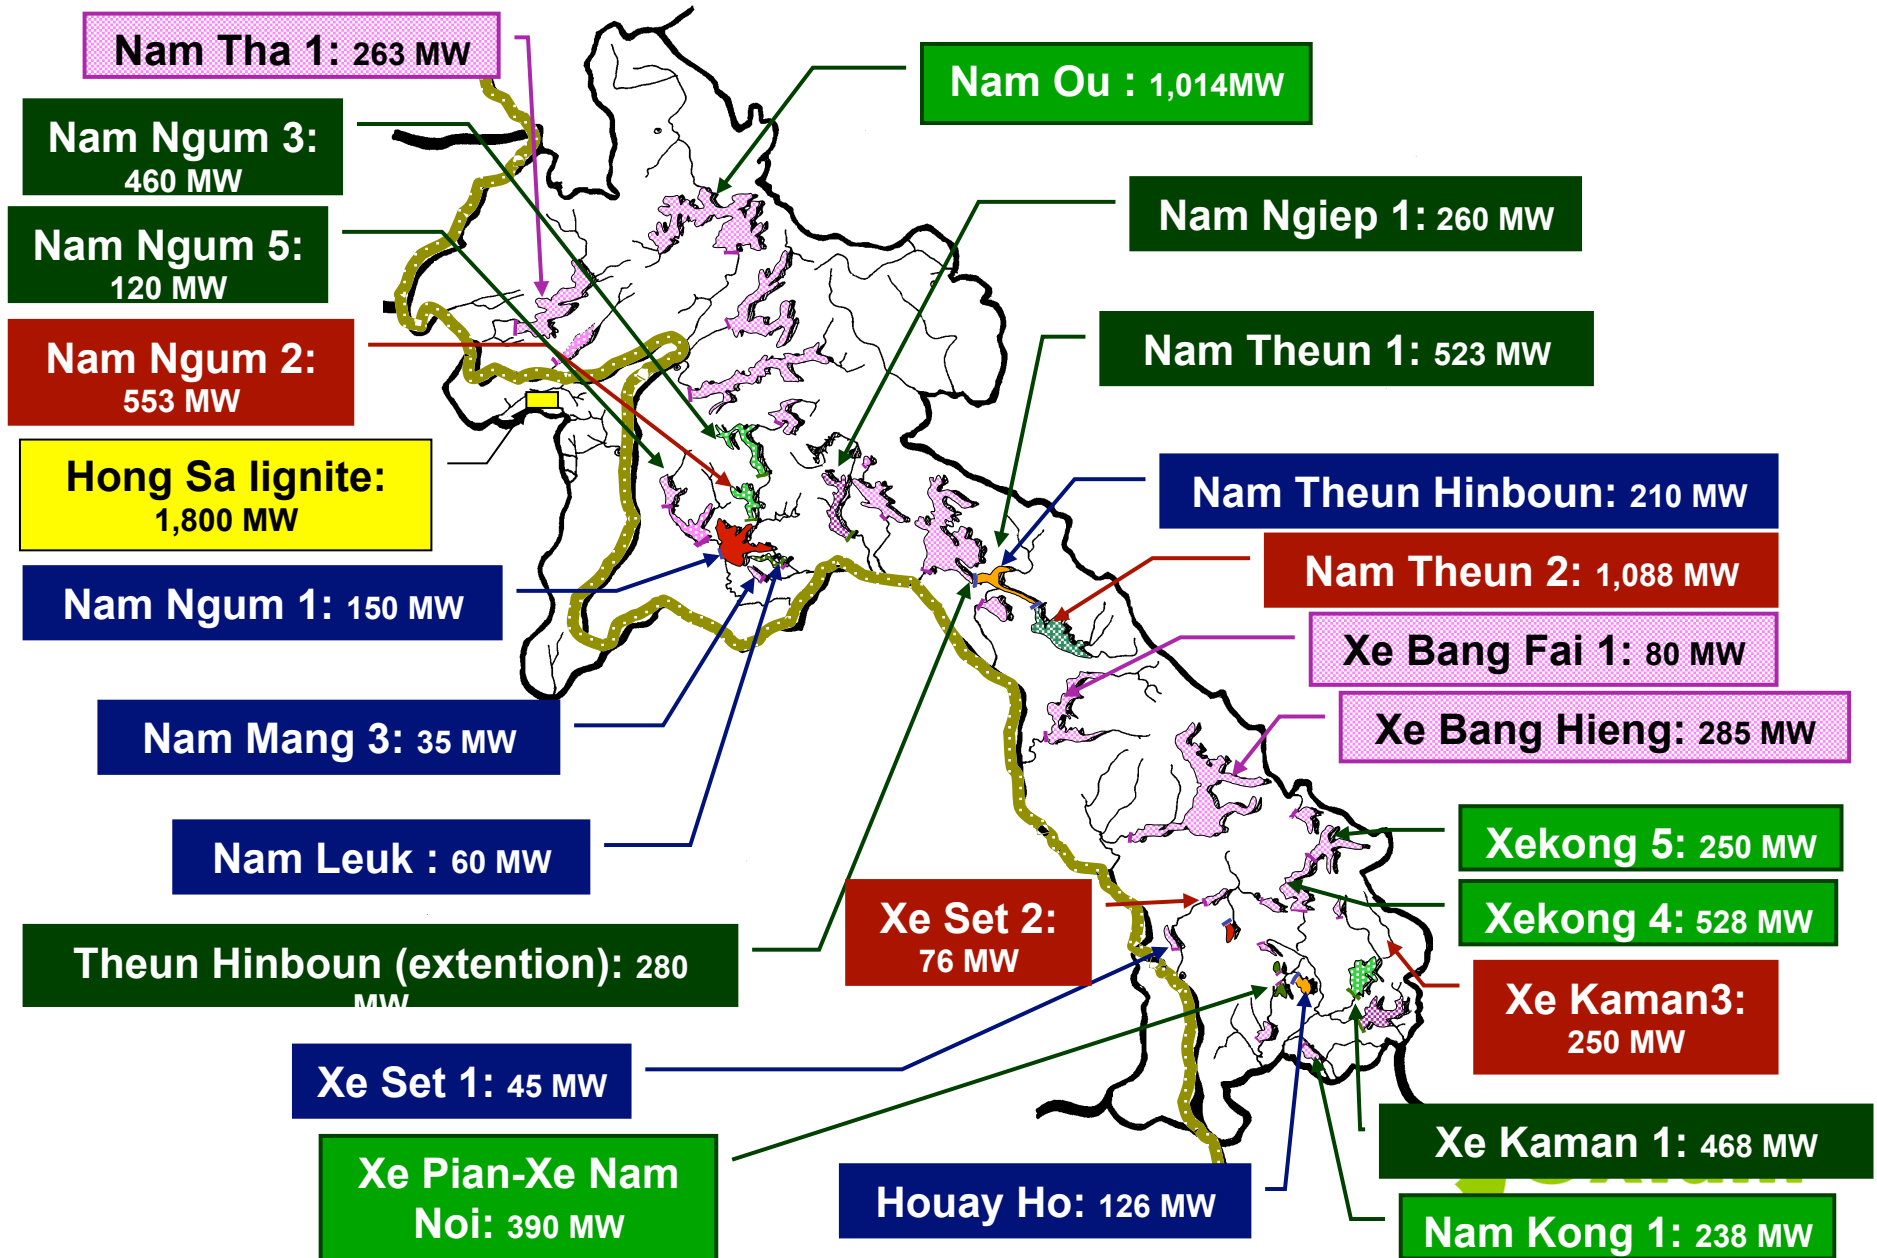 Nam Tha 1: 263 MW
Nam Ou : 1,014MW
Nam Ngum 3:
460 MW
Nam Ngiep 1: 260 MW
Nam Ngum 5:
120 MW
Nam Theun 1: 523 MW
Nam Ngum 2:
553 MW
Hong Sa lignite:
1,800 MW
Nam Theun Hinboun: 210 MW
Nam Theun 2: 1,088 MW
Nam Ngum 1: 150 MW
Xe Bang Fai 1: 80 MW
Xe Bang Hieng: 285 MW
Nam Mang 3: 35 MW
Xekong 5: 250 MW
Nam Leuk : 60 MW
Xekong 4: 528 MW
Xe Set 2:
76 MW
Theun Hinboun (extention): 280
MW
Xe Kaman3:
250 MW
Xe Set 1: 45 MW
Xe Kaman 1: 468 MW
Xe Pian-Xe Nam
Noi: 390 MW
Houay Ho: 126 MW
Nam Kong 1: 238 MW